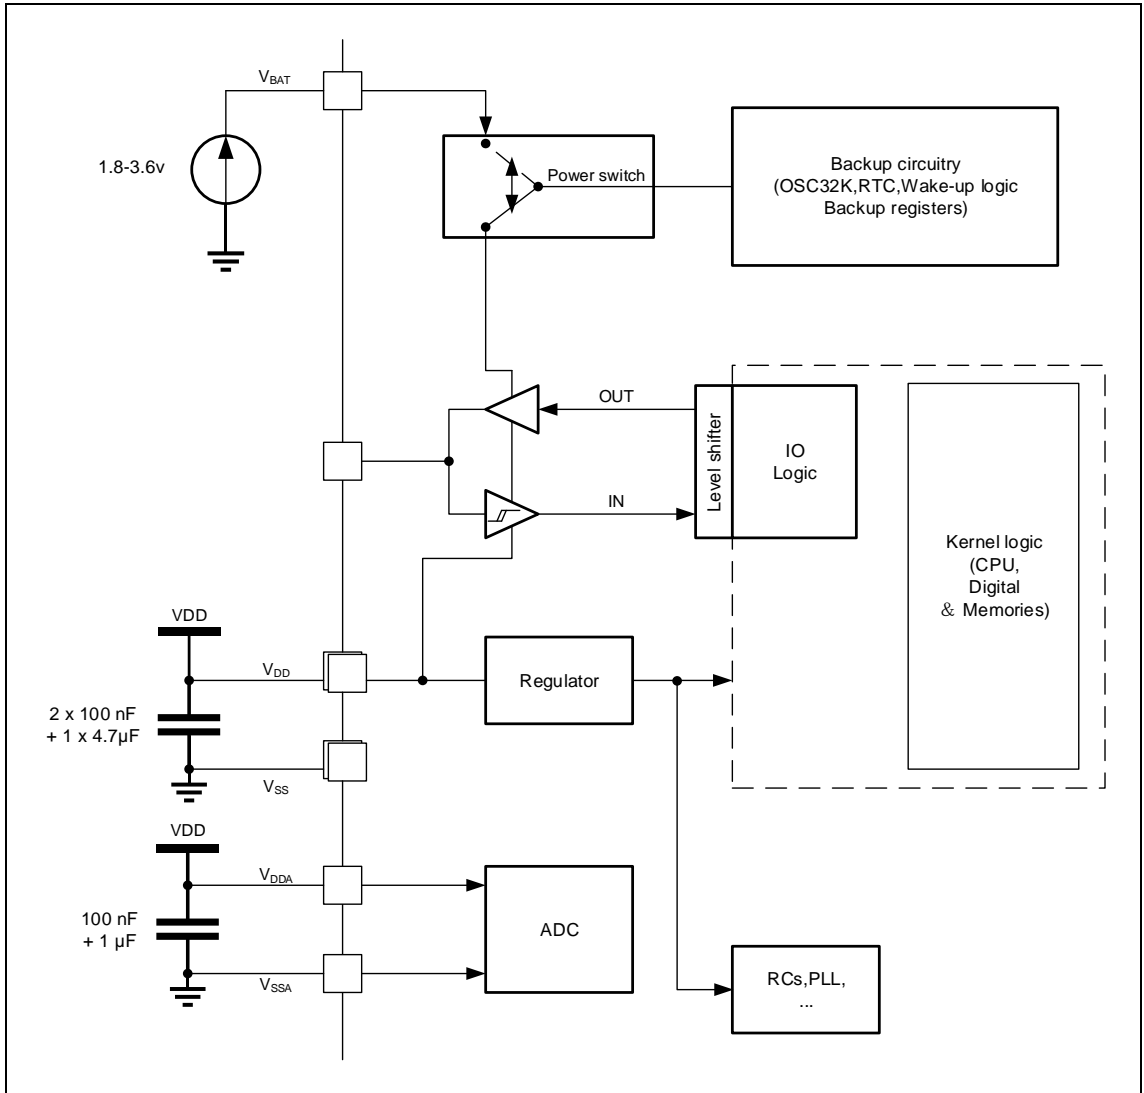 VBAT
1.8-3.6v
Power switch
Backup circuitry
(OSC32K,RTC,Wake-up logic
Backup registers)
OUT
IN
Level shifter
IO
Logic
Kernel logic
(CPU,
Digital
& Memories)
VDD
VDD
Regulator
2 x 100 nF
+ 1 x 4.7µF
VSS
VDD
VDDA
100 nF
+ 1 µF
VSSA
ADC
RCs,PLL,
...